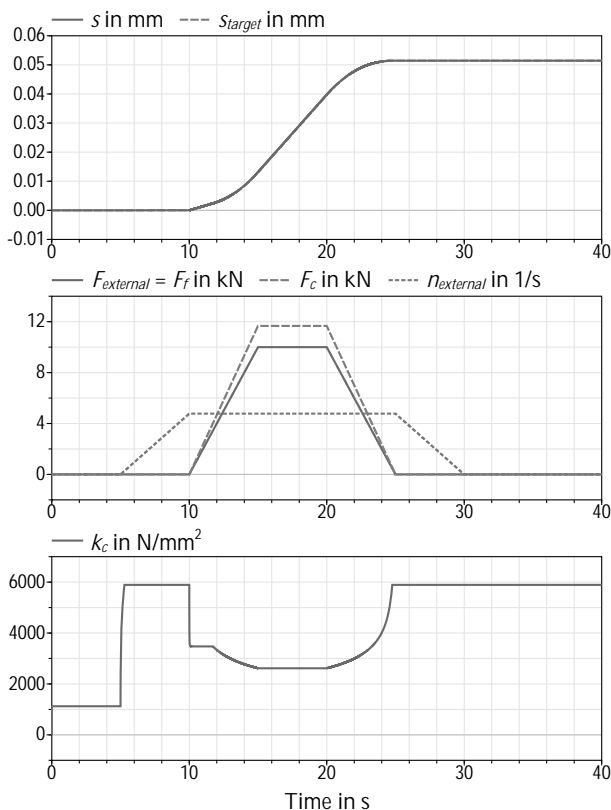 s in mm s_target in mm
0.06
0.05
0.04
0.03
0.02
0.01
0.00
-0.01
0 10 20 30 40
F_external = F_f in kN F_c in kN n_external in 1/s
12
8
4
0
0 10 20 30 40
k_c in N/mm²
6000
4000
2000
0
0 10 20 30 40
Time in s